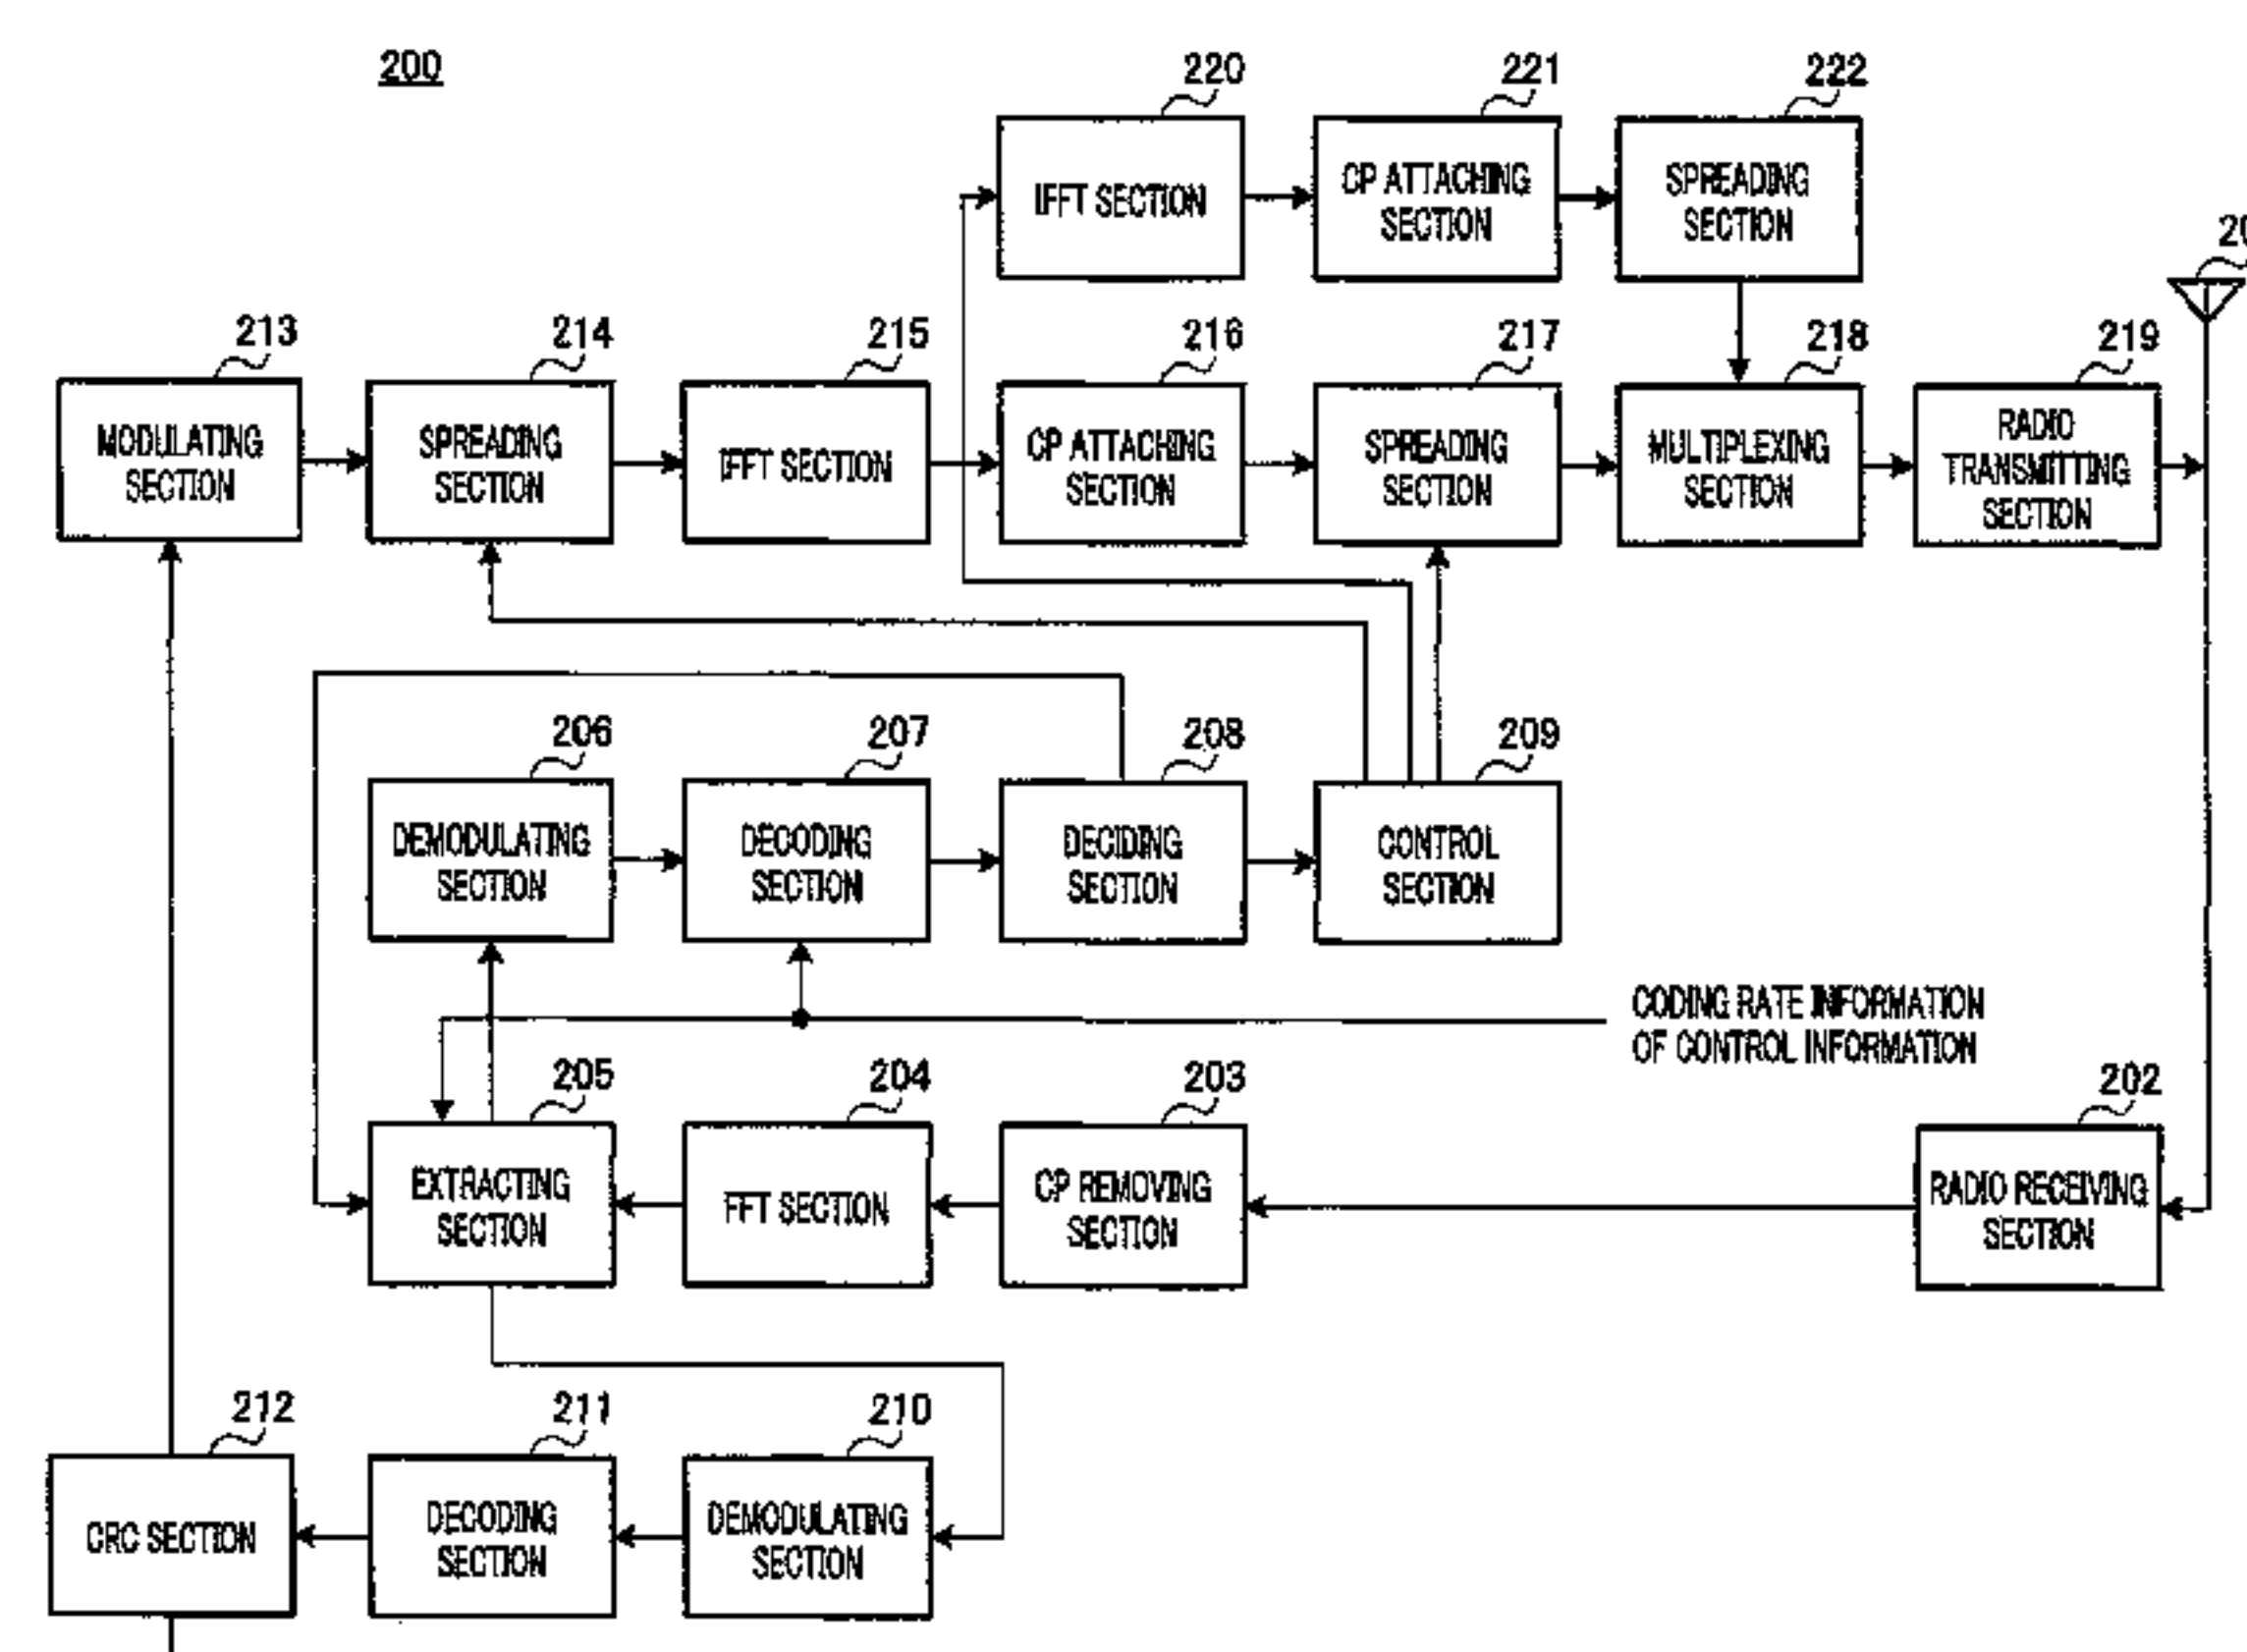 200
220
221
222
IFFT SECTION
CP ATTACHING
SECTION
SPREADING
SECTION
213
214
215
216
217
218
219
MODULATING
SECTION
SPREADING
SECTION
IFFT SECTION
CP ATTACHING
SECTION
SPREADING
SECTION
MULTIPLEXING
SECTION
RADIO
TRANSMITTING
SECTION
206
207
208
209
DEMODULATING
SECTION
DECODING
SECTION
DECIDING
SECTION
CONTROL
SECTION
CODING RATE INFORMATION
OF CONTROL INFORMATION
205
204
203
202
EXTRACTING
SECTION
FFT SECTION
CP REMOVING
SECTION
RADIO RECEIVING
SECTION
212
211
210
CRC SECTION
DECODING
SECTION
DEMODULATING
SECTION